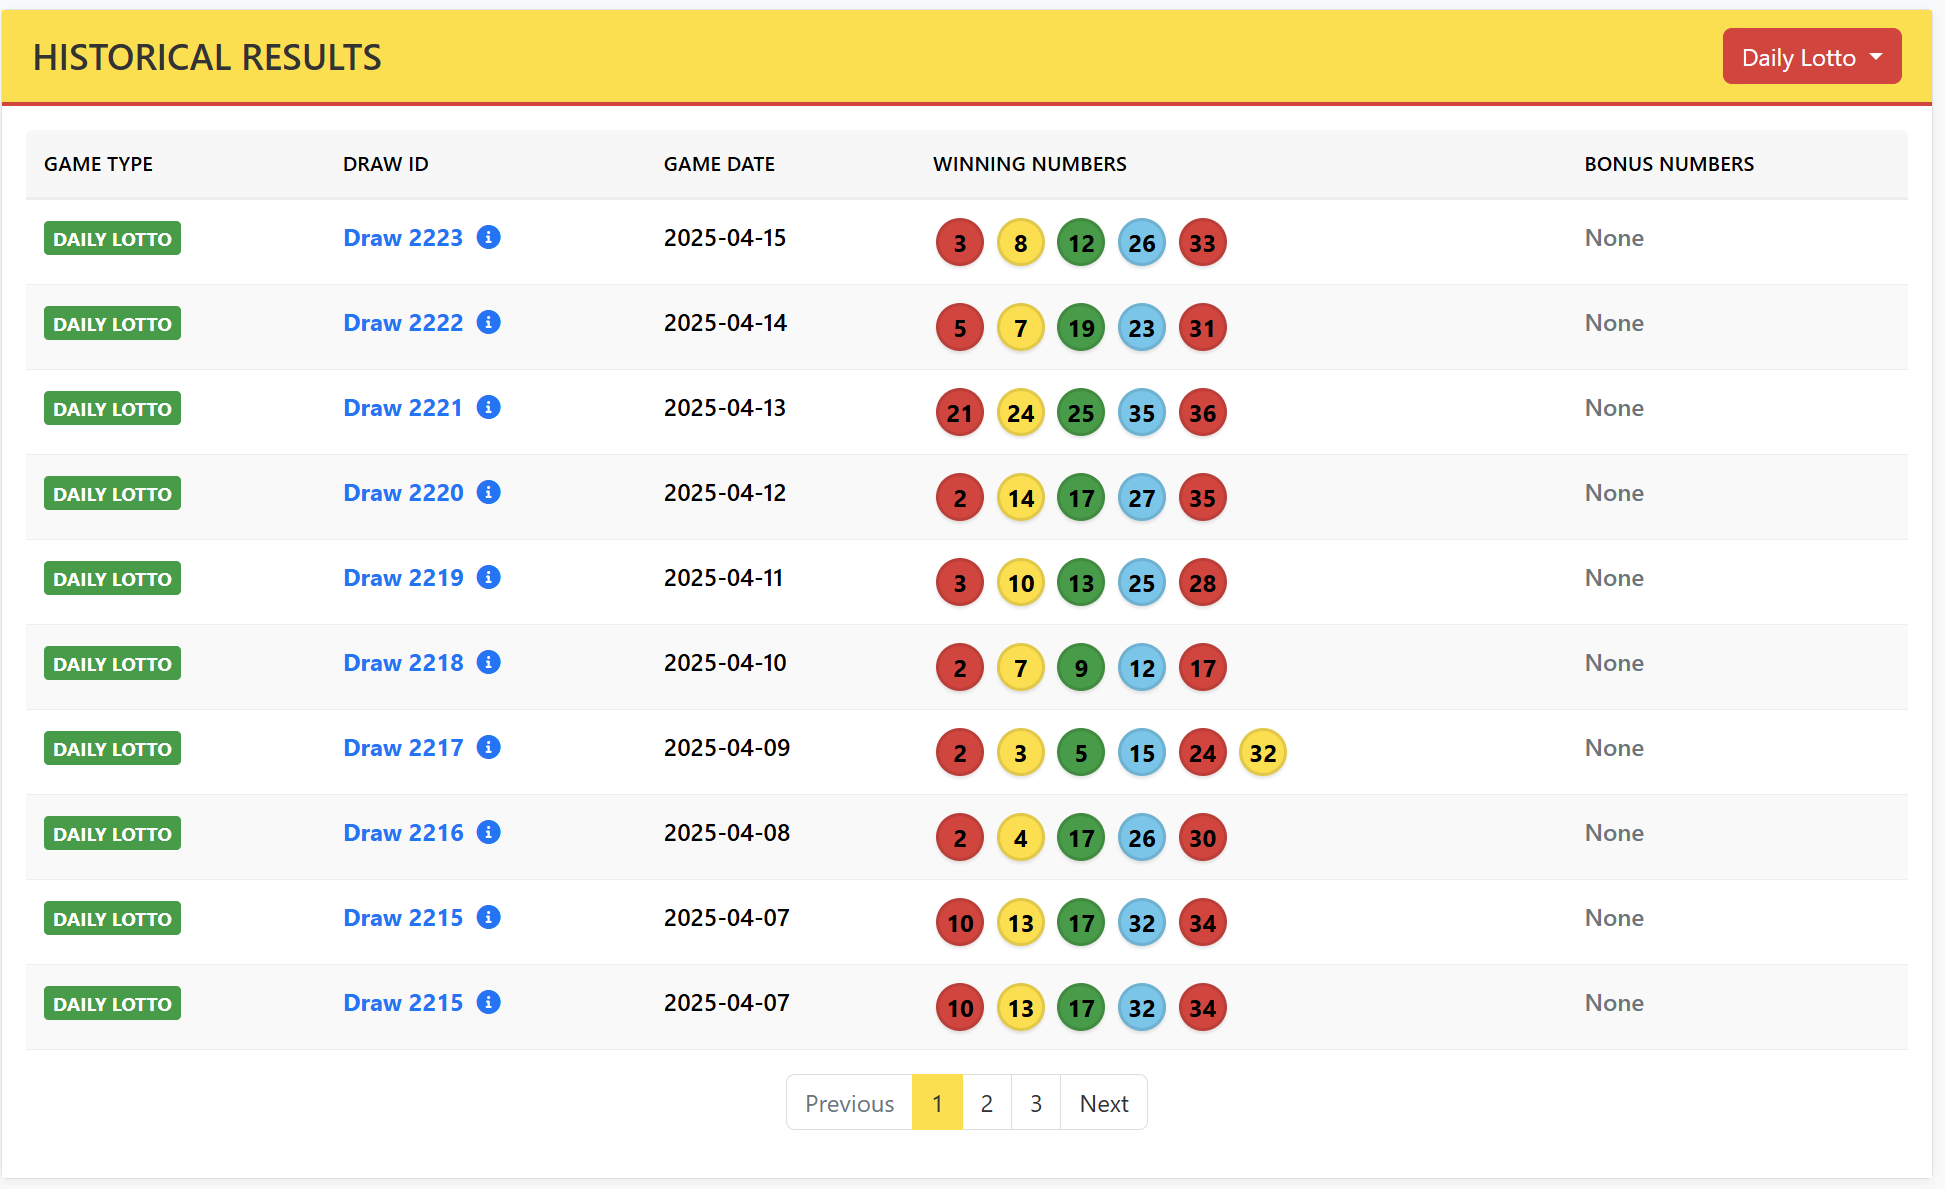 HISTORICAL RESULTS Daily Lotto
GAME TYPE DRAW ID GAME DATE WINNING NUMBERS BONUS NUMBERS
DAILY LOTTO Draw 2223 2025-04-15 3 8 12 26 33 None
DAILY LOTTO Draw 2222 2025-04-14 5 7 19 23 31 None
DAILY LOTTO Draw 2221 2025-04-13 21 24 25 35 36 None
DAILY LOTTO Draw 2220 2025-04-12 2 14 17 27 35 None
DAILY LOTTO Draw 2219 2025-04-11 3 10 13 25 28 None
DAILY LOTTO Draw 2218 2025-04-10 2 7 9 12 17 None
DAILY LOTTO Draw 2217 2025-04-09 2 3 5 15 24 32 None
DAILY LOTTO Draw 2216 2025-04-08 2 4 17 26 30 None
DAILY LOTTO Draw 2215 2025-04-07 10 13 17 32 34 None
DAILY LOTTO Draw 2215 2025-04-07 10 13 17 32 34 None
Previous 1 2 3 Next